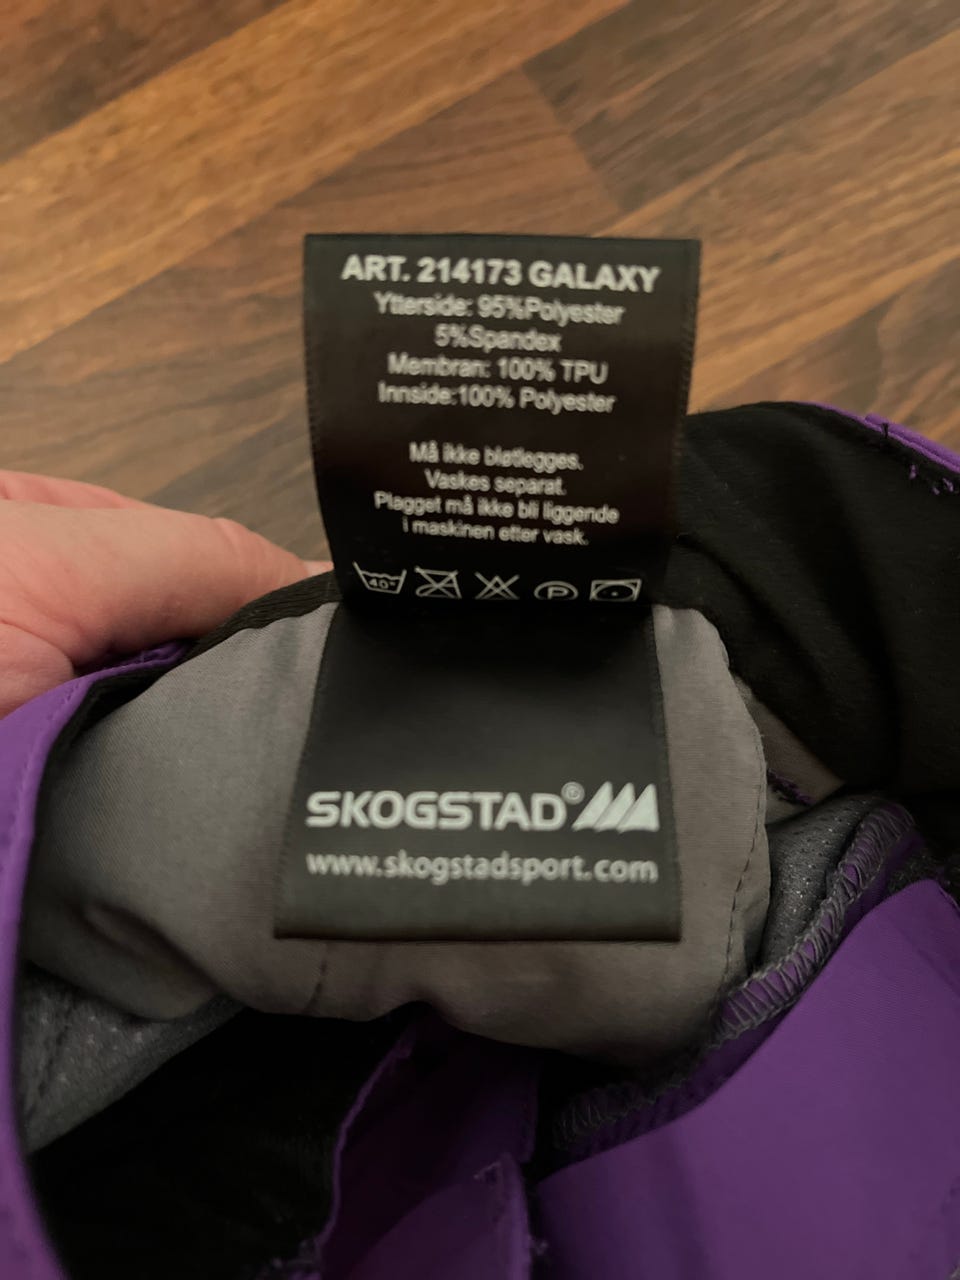 ART. 214173 GALAXY
Ytterside: 95%Polyester
5%Spandex
Membran: 100% TPU
Innside:100% Polyester
Må ikke bløtlegges.
Vaskes separat.
Plagget må ikke bli liggende
i maskinen etter vask.
40° P
SKOGSTAD®
www.skogstadsport.com